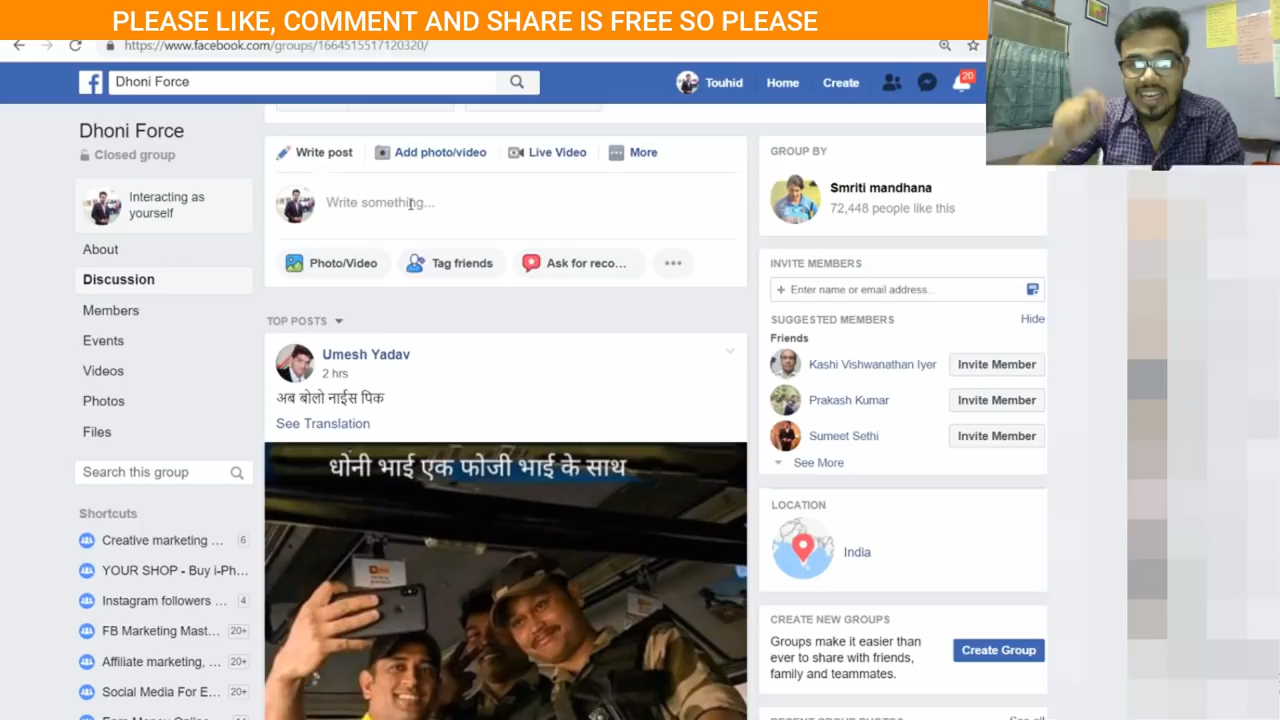 PLEASE LIKE, COMMENT AND SHARE IS FREE SO PLEASE
https://www.facebook.com/groups/1664515517120320/
Dhoni Force
Touhid
Home
Create
20
Dhoni Force
Closed group
Interacting as
yourself
About
Discussion
Members
Events
Videos
Photos
Files
Search this group
Shortcuts
Creative marketing ... 6
YOUR SHOP - Buy i-Ph...
Instagram followers ... 4
FB Marketing Mast... 20+
Affiliate marketing, ... 20+
Social Media For E... 20+
Write post
Add photo/video
Live Video
More
Write something...
Photo/Video
Tag friends
Ask for reco...
TOP POSTS
Umesh Yadav
2 hrs
अब बोलो नाईस पिक
See Translation
धोनी भाई एक फोजी भाई के साथ
GROUP BY
Smriti mandhana
72,448 people like this
INVITE MEMBERS
+ Enter name or email address...
SUGGESTED MEMBERS
Hide
Friends
Kashi Vishwanathan Iyer
Invite Member
Prakash Kumar
Invite Member
Sumeet Sethi
Invite Member
See More
LOCATION
India
CREATE NEW GROUPS
Groups make it easier than
ever to share with friends,
family and teammates.
Create Group